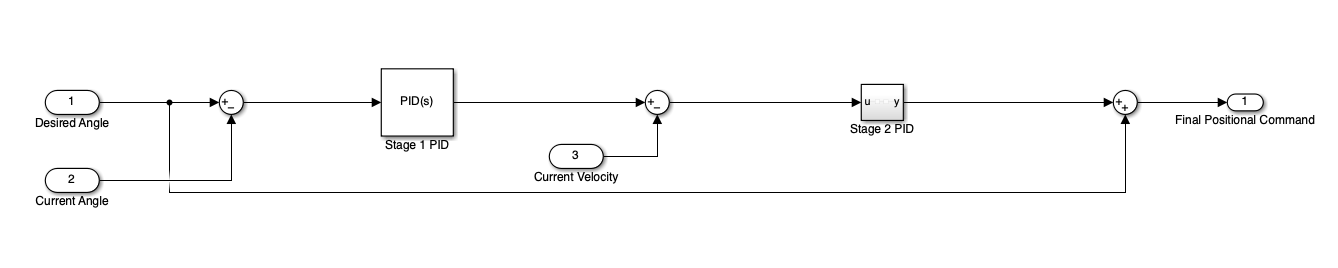 1
Desired Angle
2
Current Angle
+
−
PID(s)
Stage 1 PID
3
Current Velocity
+
−
u y
Stage 2 PID
+
+
1
Final Positional Command